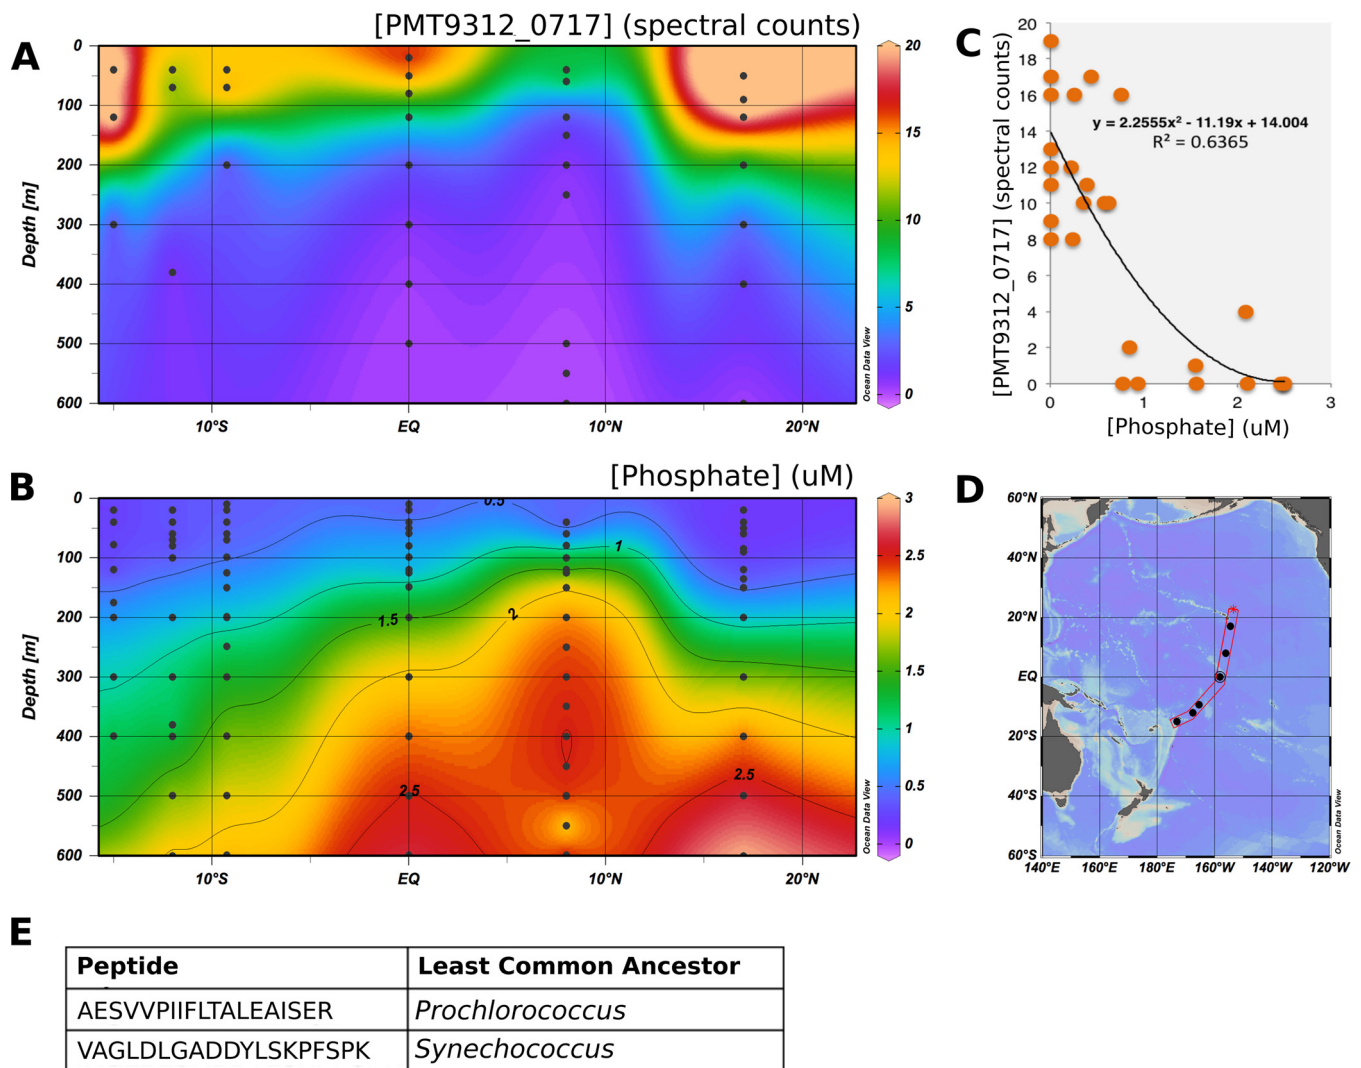 A
[PMT9312_0717] (spectral counts)
0
100
200
300
400
500
600
Depth [m]
10°S
EQ
10°N
20°N
20
15
10
5
0
Ocean Data View
C
20
18
16
14
12
10
8
6
4
2
0
[PMT9312_0717] (spectral counts)
y = 2.2555x² - 11.19x + 14.004
R² = 0.6365
0
1
2
3
[Phosphate] (uM)
B
[Phosphate] (uM)
0
100
200
300
400
500
600
Depth [m]
0.5
1
1.5
2
2.5
2.5
10°S
EQ
10°N
20°N
3
2.5
2
1.5
1
0.5
0
Ocean Data View
D
60°N
40°N
20°N
EQ
20°S
40°S
60°S
140°E
160°E
180°E
160°W
140°W
120°W
Ocean Data View
E
Peptide
Least Common Ancestor
AESVVPIIFLTALEAISER
Prochlorococcus
VAGLDLGADDYLSKPFSPK
Synechococcus